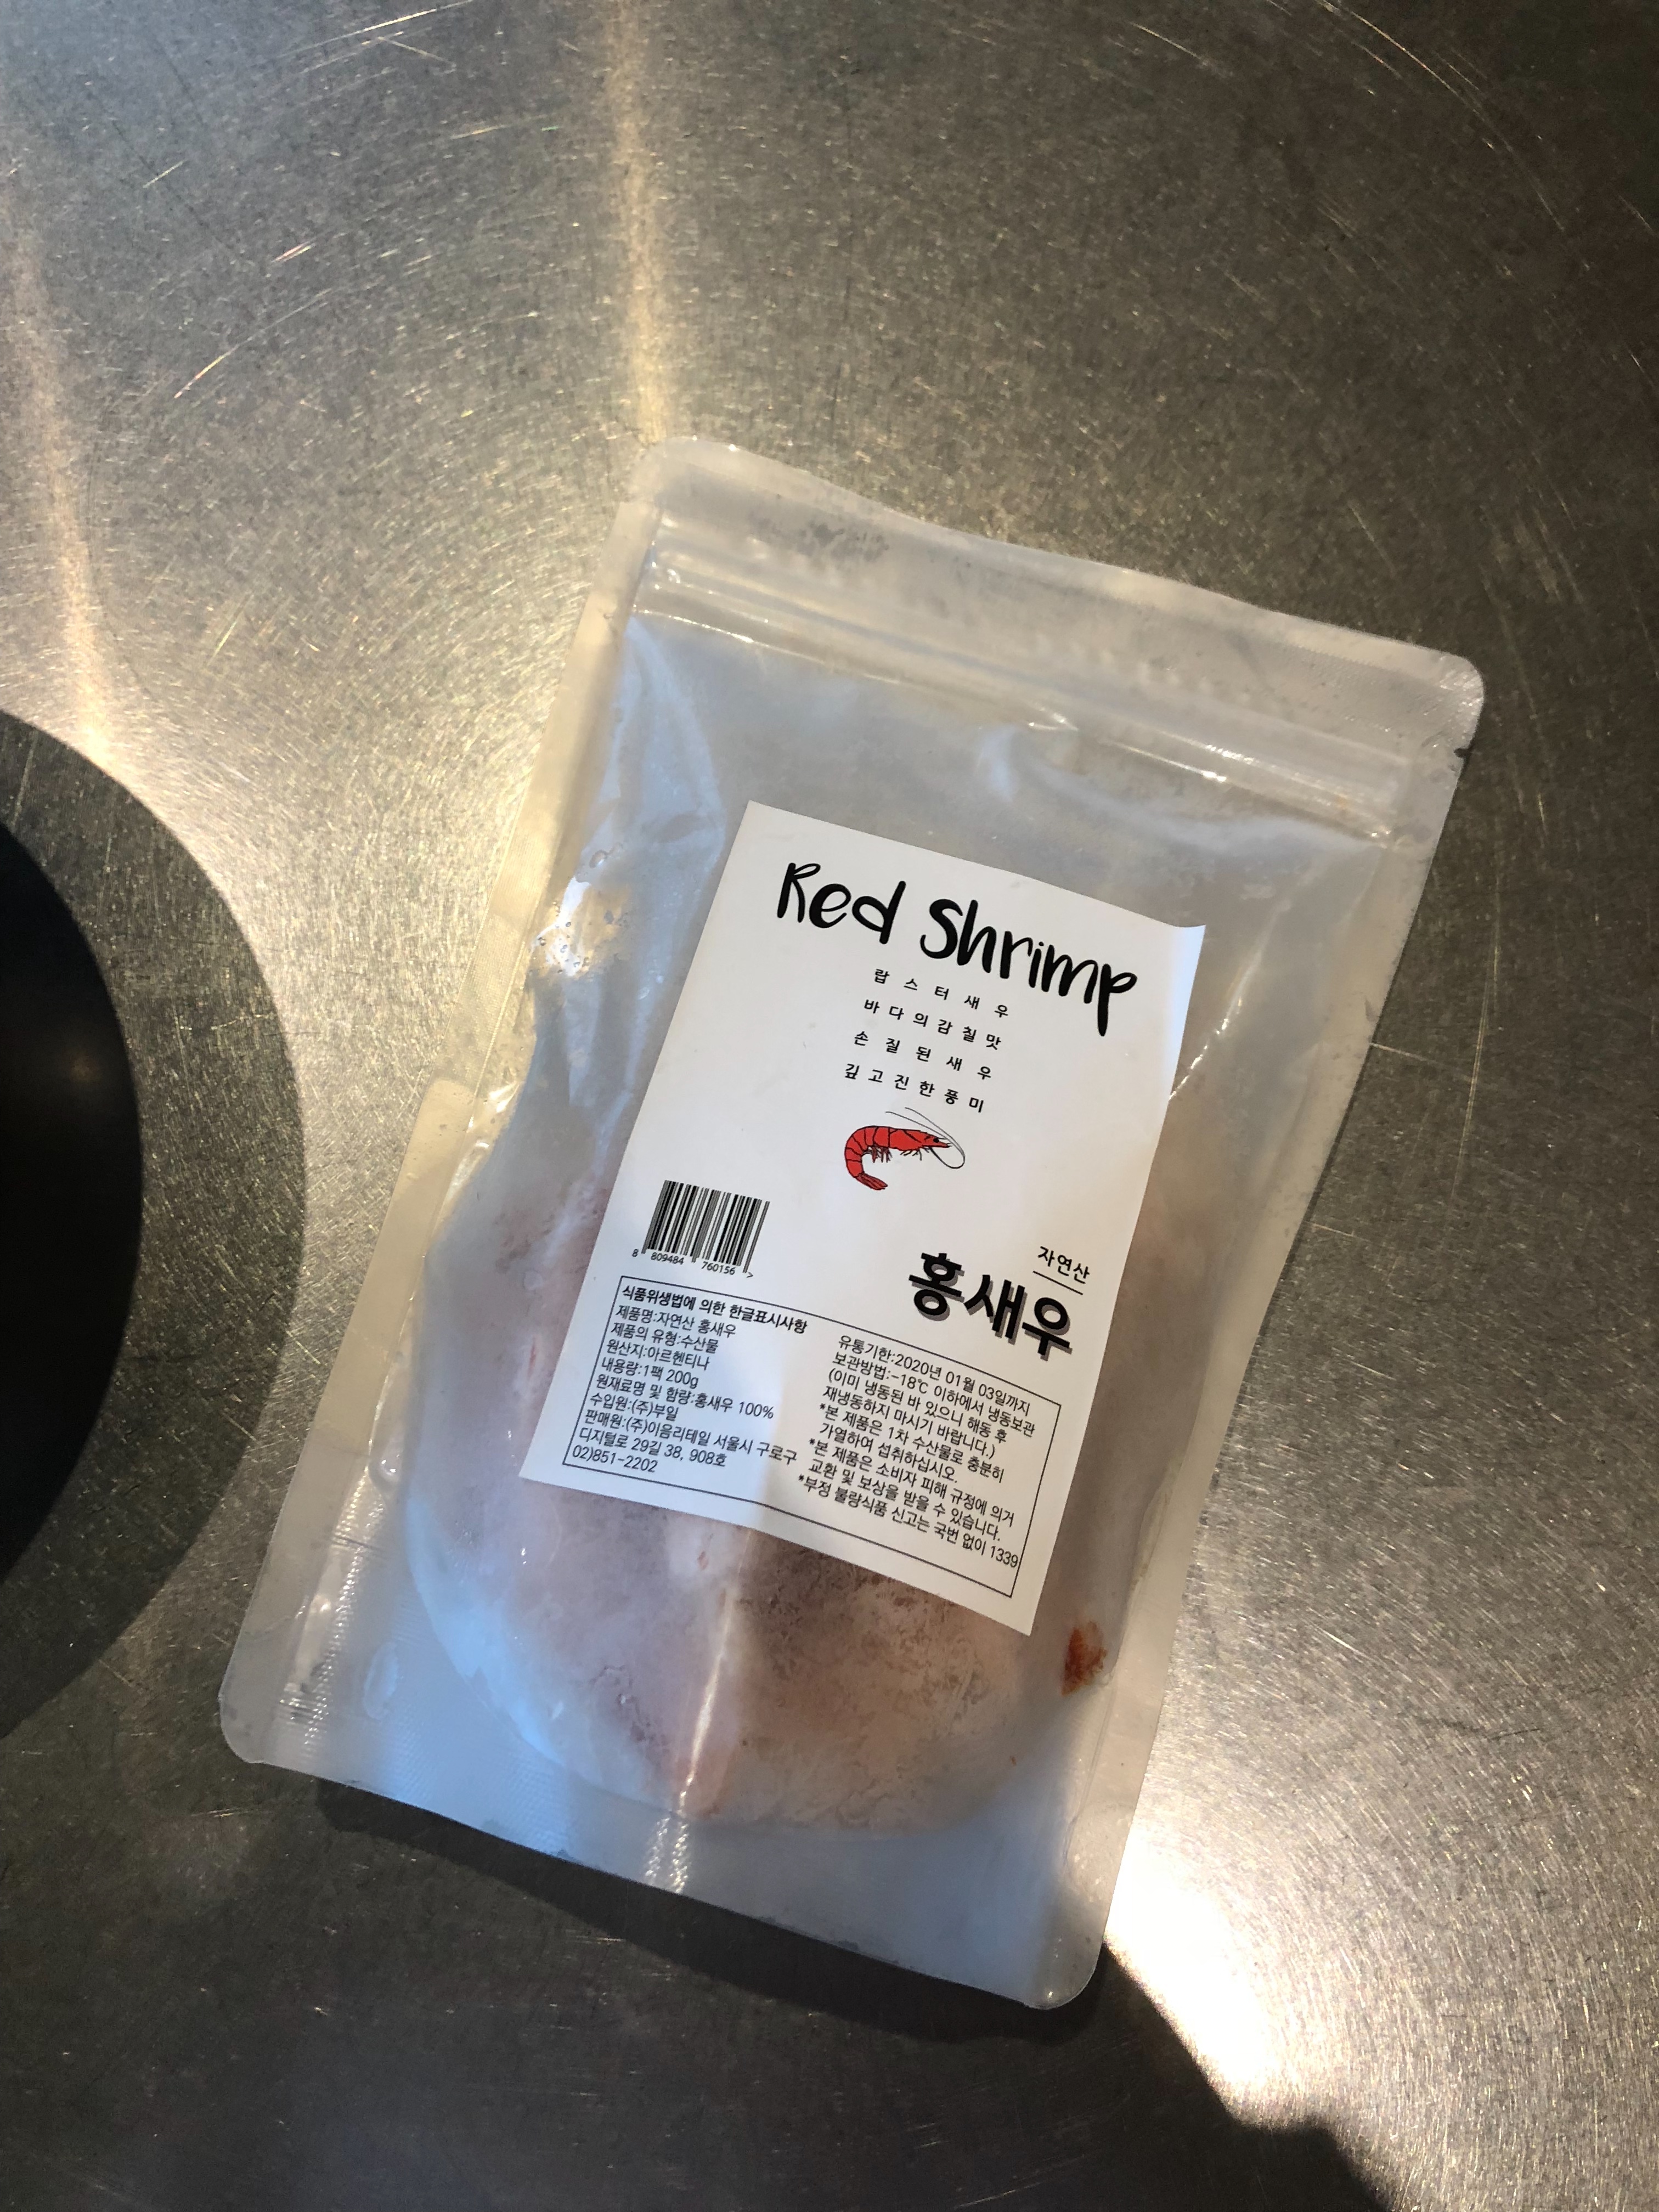 Red Shrimp
랍스터새우
바다의감칠맛
손질된새우
깊고진한풍미
8 809484 760156 >
자연산
홍새우
식품위생법에 의한 한글표시사항
제품명:자연산 홍새우
제품의 유형:수산물
원산지:아르헨티나
내용량:1팩 200g
원재료명 및 함량:홍새우 100%
수입원:(주)부일
판매원:(주)이음리테일 서울시 구로구
디지털로 29길 38, 908호
02)851-2202
유통기한:2020년 01월 03일까지
보관방법:-18℃ 이하에서 냉동보관
(이미 냉동된 바 있으니 해동 후
재냉동하지 마시기 바랍니다.)
*본 제품은 1차 수산물로 충분히
가열하여 섭취하십시오.
*본 제품은 소비자 피해 규정에 의거
교환 및 보상을 받을 수 있습니다.
*부정 불량식품 신고는 국번 없이 1339